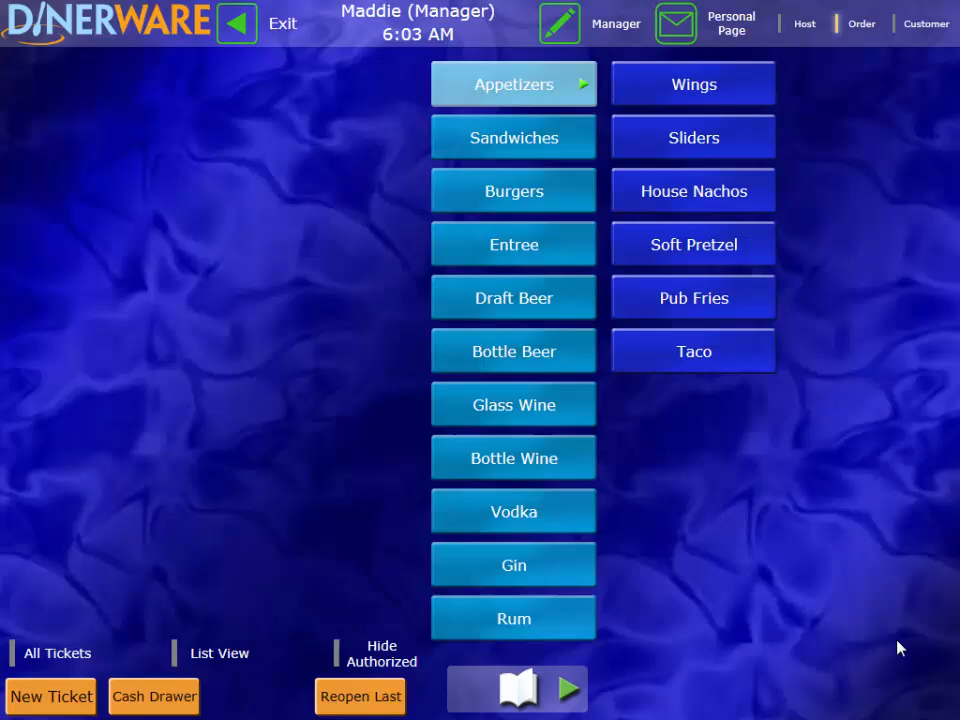 DINERWARE
Exit
Maddie (Manager)
6:03 AM
Manager
Personal
Page
Host
Order
Customer
Appetizers
Wings
Sandwiches
Sliders
Burgers
House Nachos
Entree
Soft Pretzel
Draft Beer
Pub Fries
Bottle Beer
Taco
Glass Wine
Bottle Wine
Vodka
Gin
Rum
All Tickets
List View
Hide
Authorized
New Ticket
Cash Drawer
Reopen Last